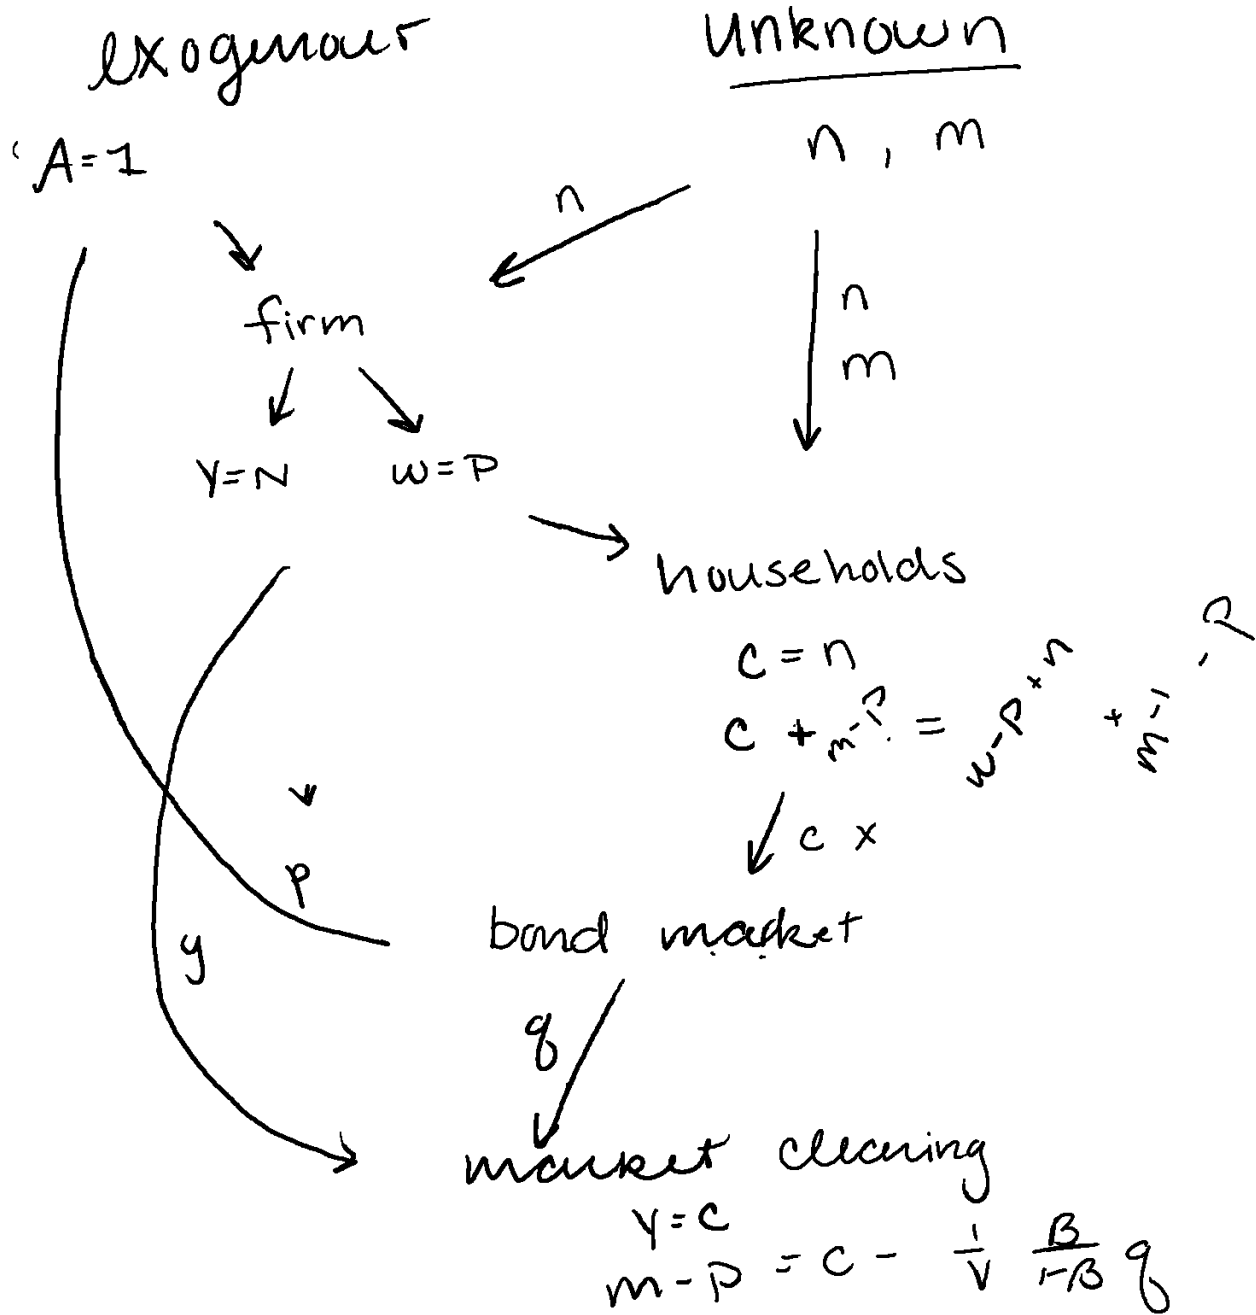 exogenous
unknown
A=1
n , m
n
n
m
firm
Y=N
w=P
households
c = n
c + m-P = w-P + n + m-1 - P
c x
P
bond market
y
q
market clearing
Y=C
m-P = C - 1/V B/1-B q